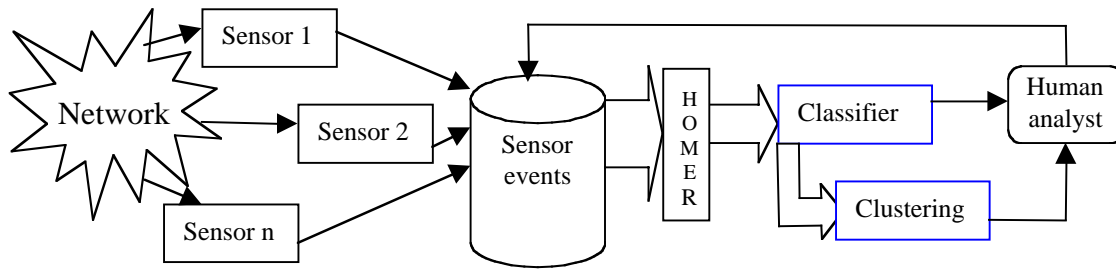 Network
Sensor 1
Sensor 2
Sensor n
Sensor
events
H
O
M
E
R
Classifier
Clustering
Human
analyst